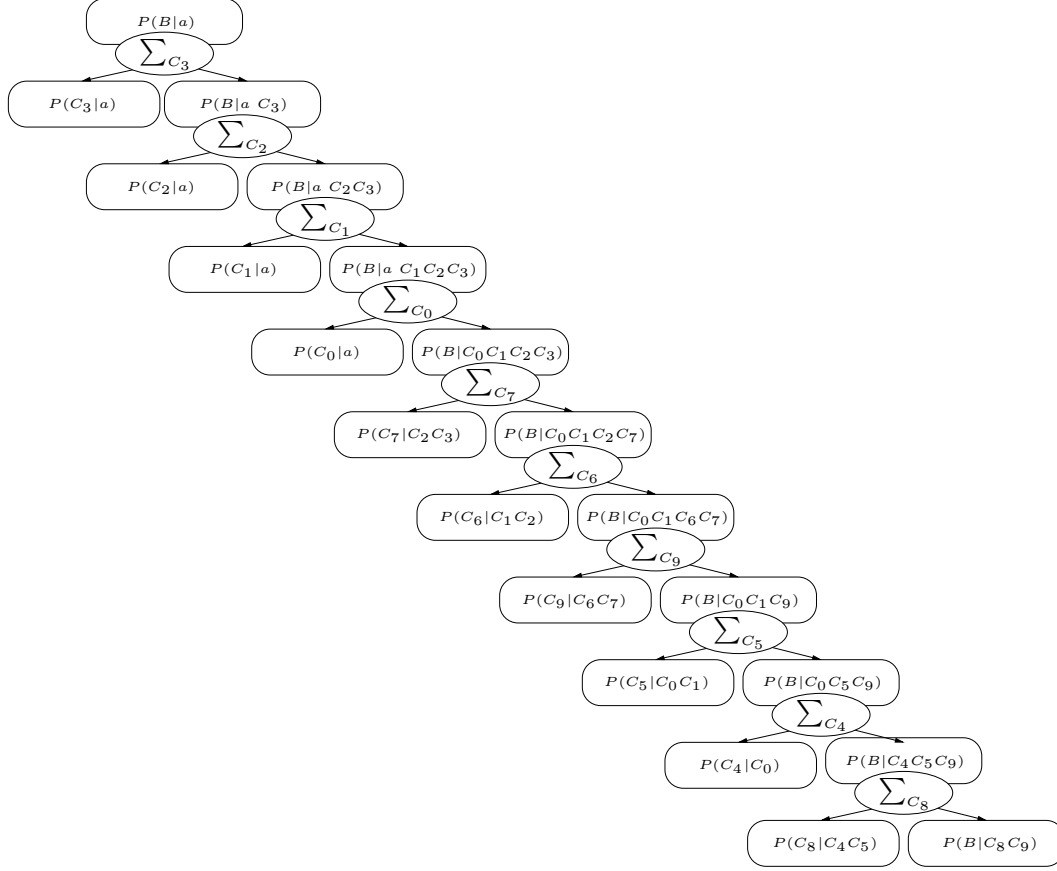 P(B|a)
∑C₃
P(C₃|a) P(B|a C₃)
∑C₂
P(C₂|a) P(B|a C₂C₃)
∑C₁
P(C₁|a) P(B|a C₁C₂C₃)
∑C₀
P(C₀|a) P(B|C₀C₁C₂C₃)
∑C₇
P(C₇|C₂C₃) P(B|C₀C₁C₂C₇)
∑C₆
P(C₆|C₁C₂) P(B|C₀C₁C₆C₇)
∑C₉
P(C₉|C₆C₇) P(B|C₀C₁C₉)
∑C₅
P(C₅|C₀C₁) P(B|C₀C₅C₉)
∑C₄
P(C₄|C₀) P(B|C₄C₅C₉)
∑C₈
P(C₈|C₄C₅) P(B|C₈C₉)